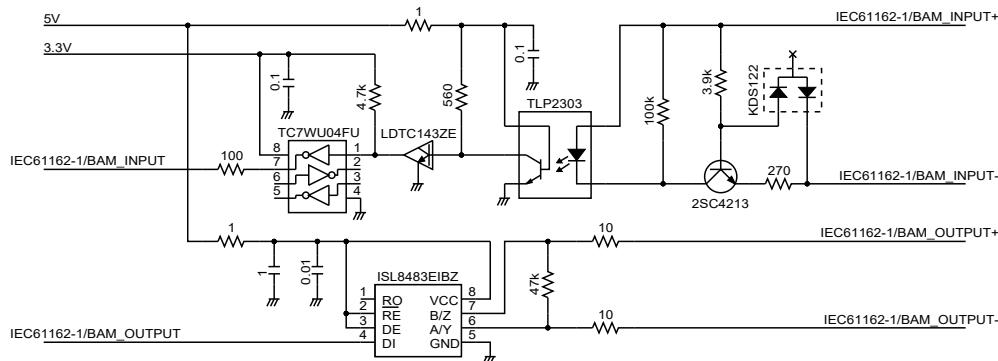 5V
1
IEC61162-1/BAM_INPUT+
3.3V
0.1
4.7k
560
0.1
TLP2303
100k
3.9k
KDS122
TC7WU04FU
LDTC143ZE
8
7
6
5
1
2
3
4
IEC61162-1/BAM_INPUT
100
270
IEC61162-1/BAM_INPUT-
2SC4213
1
10
IEC61162-1/BAM_OUTPUT+
1
0.01
ISL8483EIBZ
47k
1
2
3
4
RO
RE
DE
DI
VCC
B/Z
A/Y
GND
8
7
6
5
10
IEC61162-1/BAM_OUTPUT-
IEC61162-1/BAM_OUTPUT